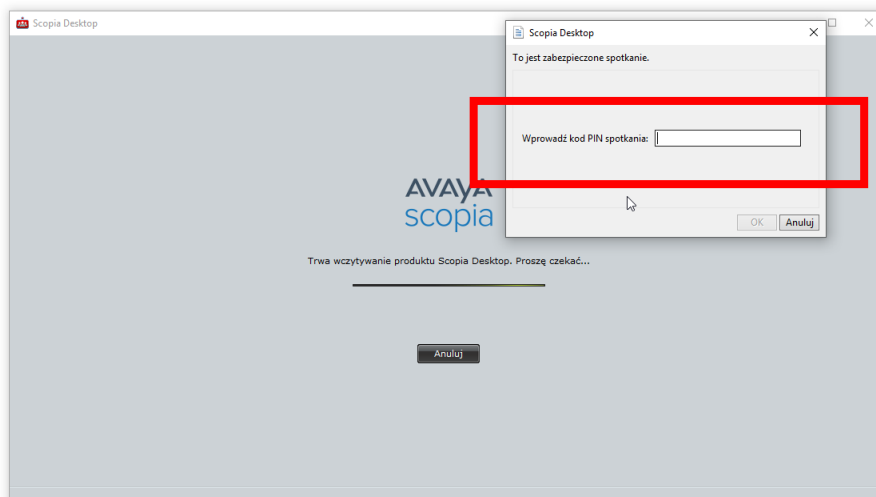 Scopia Desktop
Scopia Desktop
To jest zabezpieczone spotkanie.
Wprowadź kod PIN spotkania:
OK
Anuluj
AVAYA
scopia
Trwa wczytywanie produktu Scopia Desktop. Proszę czekać...
Anuluj